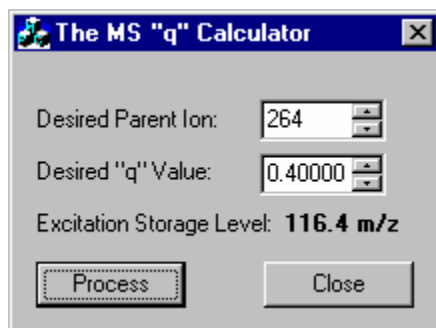 The MS "q" Calculator
Desired Parent Ion: 264
Desired "q" Value: 0.40000
Excitation Storage Level: 116.4 m/z
Process Close